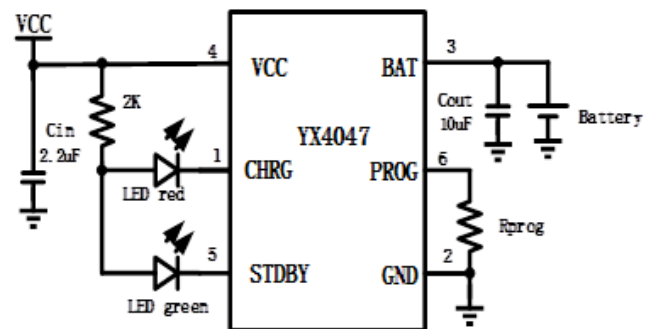 VCC
4
VCC
BAT
3
2K
Cin
2.2uF
YX4047
Cout
10uF
Battery
1
CHRG
LED red
PROG
6
Rprog
5
STDBY
LED green
GND
2